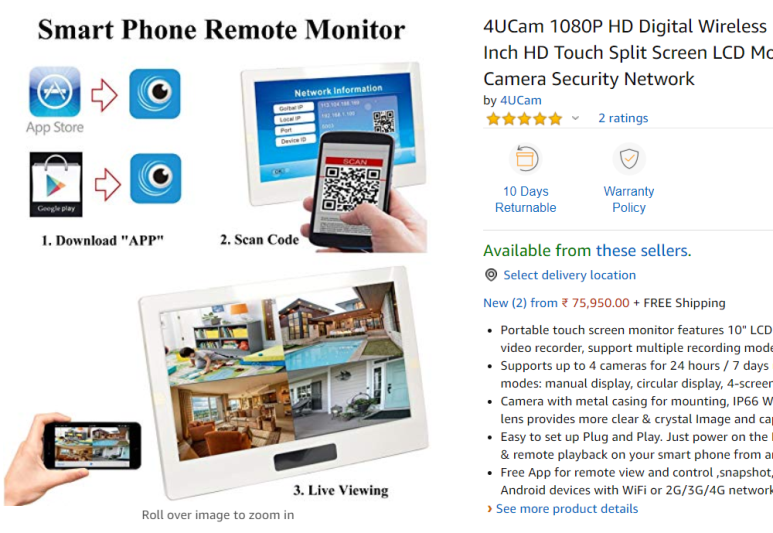 Smart Phone Remote Monitor
App Store
Google play
1. Download "APP"
Network Information
Local IP
Port
Device ID
SCAN
2. Scan Code
3. Live Viewing
Roll over image to zoom in
4UCam 1080P HD Digital Wireless
Inch HD Touch Split Screen LCD Mo
Camera Security Network
by 4UCam
2 ratings
10 Days
Returnable
Warranty
Policy
Available from these sellers.
Select delivery location
New (2) from ₹ 75,950.00 + FREE Shipping
Portable touch screen monitor features 10" LCD
video recorder, support multiple recording mode
Supports up to 4 cameras for 24 hours / 7 days
modes: manual display, circular display, 4-screen
Camera with metal casing for mounting, IP66 W
lens provides more clear & crystal Image and cap
Easy to set up Plug and Play. Just power on the
& remote playback on your smart phone from a
Free App for remote view and control ,snapshot,
Android devices with WiFi or 2G/3G/4G network
See more product details